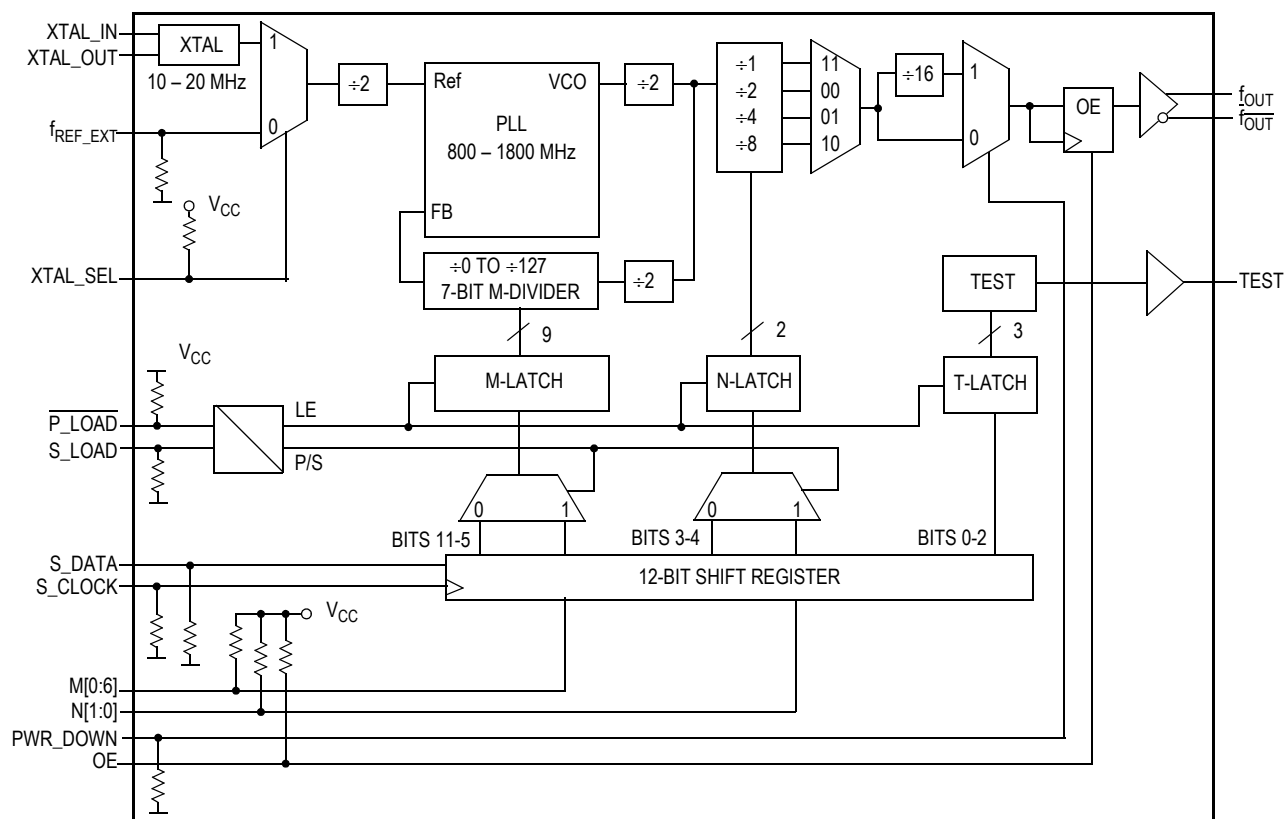 XTAL_IN
XTAL_OUT
XTAL
10 – 20 MHz
1
0
fREF_EXT
VCC
XTAL_SEL
÷2
Ref
VCO
PLL
800 – 1800 MHz
FB
÷2
÷0 TO ÷127
7-BIT M-DIVIDER
÷2
÷1
÷2
÷4
÷8
11
00
01
10
÷16
1
0
OE
fOUT
fOUT
TEST
TEST
9
2
3
VCC
M-LATCH
N-LATCH
T-LATCH
P_LOAD
S_LOAD
LE
P/S
0 1
0 1
BITS 11-5
BITS 3-4
BITS 0-2
S_DATA
S_CLOCK
12-BIT SHIFT REGISTER
VCC
M[0:6]
N[1:0]
PWR_DOWN
OE